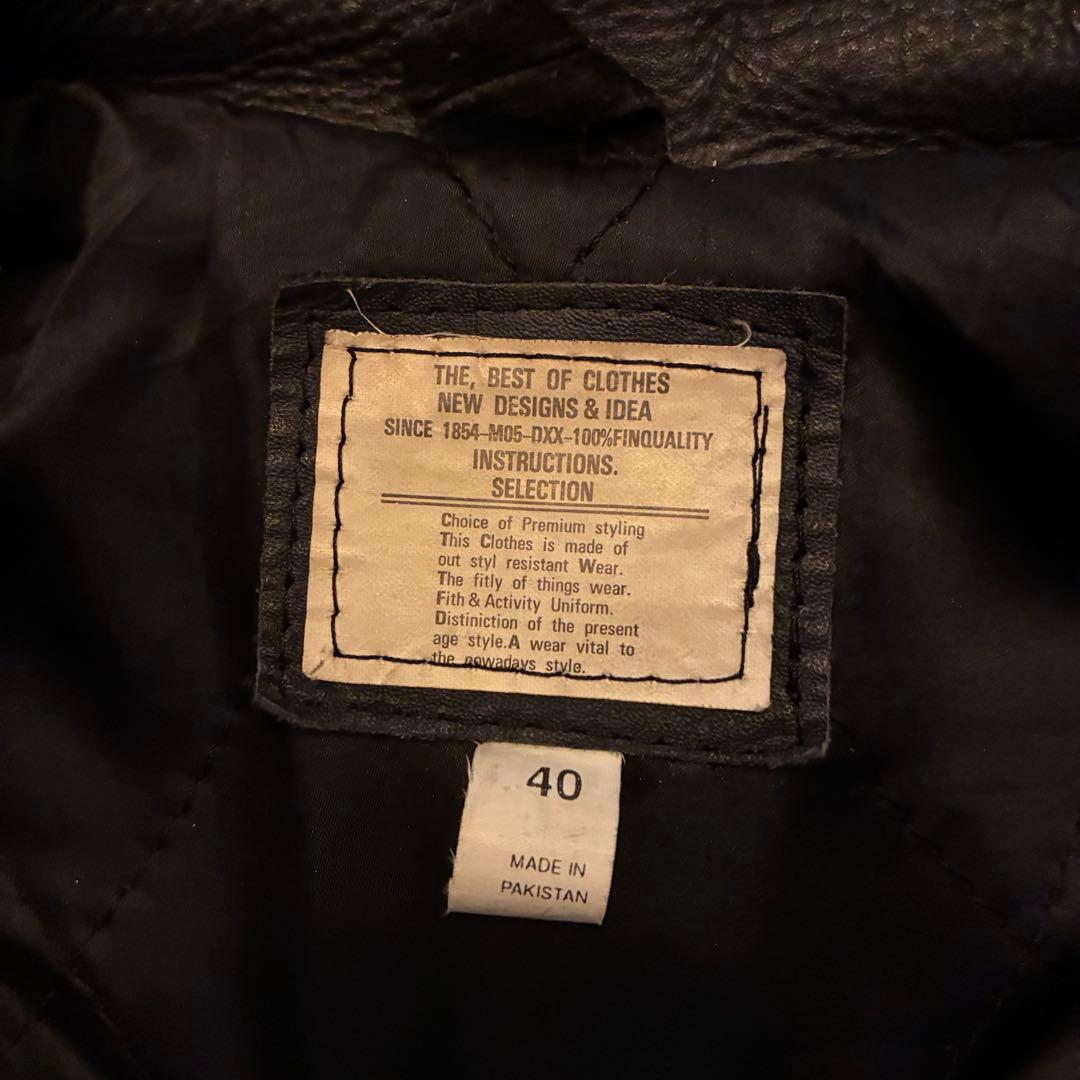 THE, BEST OF CLOTHES
NEW DESIGNS & IDEA
SINCE 1854-M05-DXX-100%FINQUALITY
INSTRUCTIONS.
SELECTION
Choice of Premium styling
This Clothes is made of
out styl resistant Wear.
The fitly of things wear.
Fith & Activity Uniform.
Distiniction of the present
age style.A wear vital to
the nowadays style.
40
MADE IN
PAKISTAN